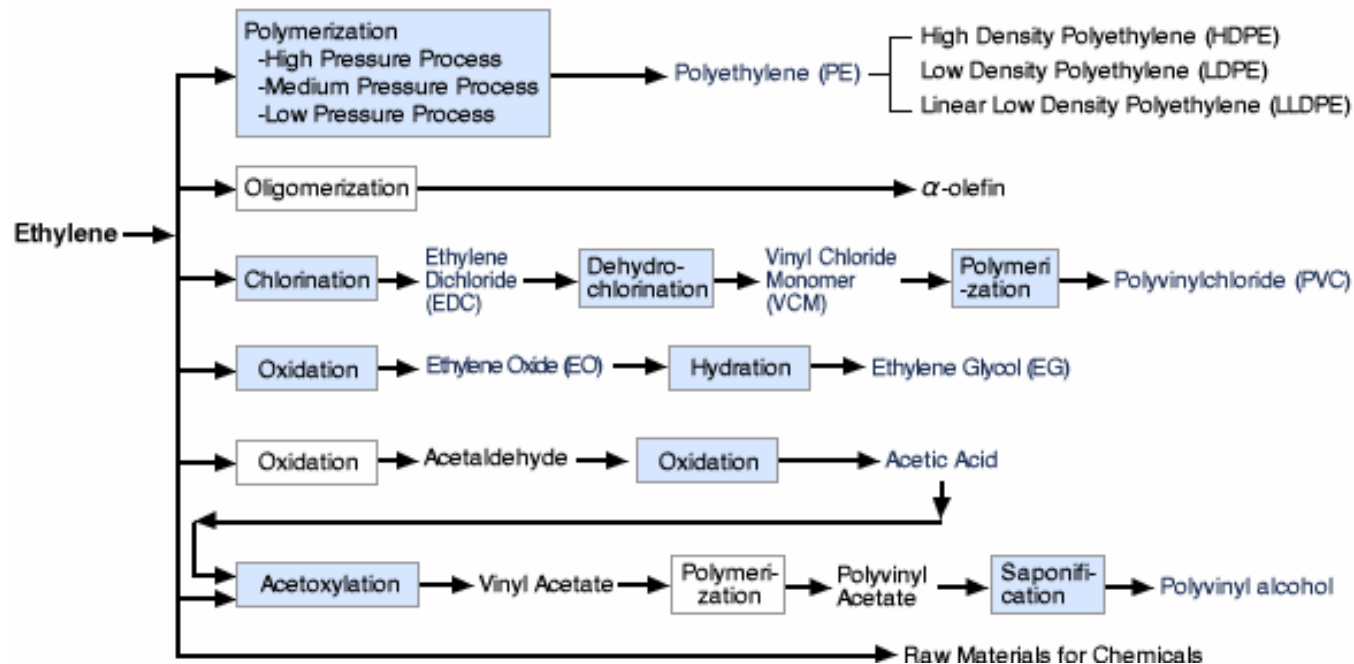 Polymerization
-High Pressure Process
-Medium Pressure Process
-Low Pressure Process
Polyethylene (PE)
High Density Polyethylene (HDPE)
Low Density Polyethylene (LDPE)
Linear Low Density Polyethylene (LLDPE)
Oligomerization
α-olefin
Ethylene
Chlorination
Ethylene
Dichloride
(EDC)
Dehydro-
chlorination
Vinyl Chloride
Monomer
(VCM)
Polymeri
-zation
Polyvinylchloride (PVC)
Oxidation
Ethylene Oxide (EO)
Hydration
Ethylene Glycol (EG)
Oxidation
Acetaldehyde
Oxidation
Acetic Acid
Acetoxylation
Vinyl Acetate
Polymeri-
zation
Polyvinyl
Acetate
Saponifi-
cation
Polyvinyl alcohol
Raw Materials for Chemicals